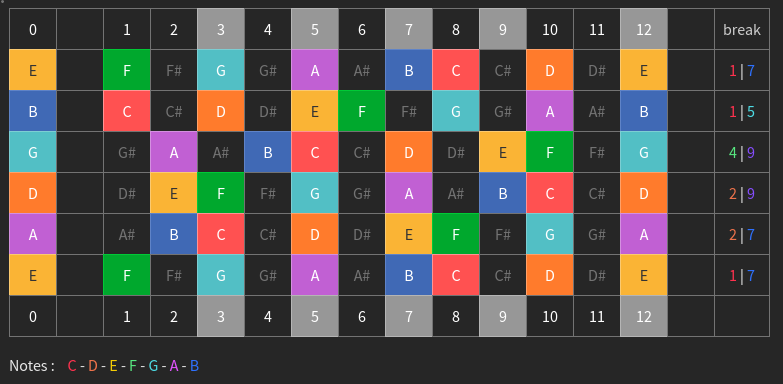 0 1 2 3 4 5 6 7 8 9 10 11 12 break
E F F# G G# A A# B C C# D D# E 1|7
B C C# D D# E F F# G G# A A# B 1|5
G G# A A# B C C# D D# E F F# G 4|9
D D# E F F# G G# A A# B C C# D 2|9
A A# B C C# D D# E F F# G G# A 2|7
E F F# G G# A A# B C C# D D# E 1|7
0 1 2 3 4 5 6 7 8 9 10 11 12
Notes : C - D - E - F - G - A - B